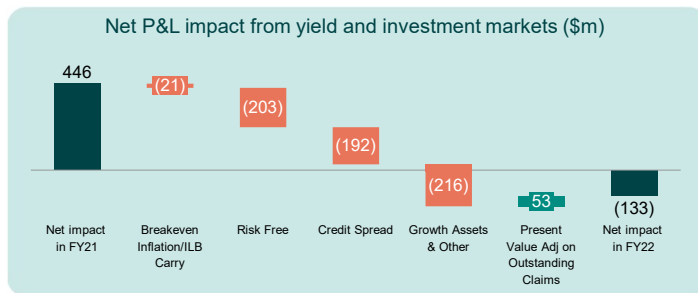 Net P&L impact from yield and investment markets ($m)
446
(21)
(203)
(192)
(216)
53
(133)
Net impact
in FY21
Breakeven
Inflation/ILB
Carry
Risk Free
Credit Spread
Growth Assets
& Other
Present
Value Adj on
Outstanding
Claims
Net impact
in FY22